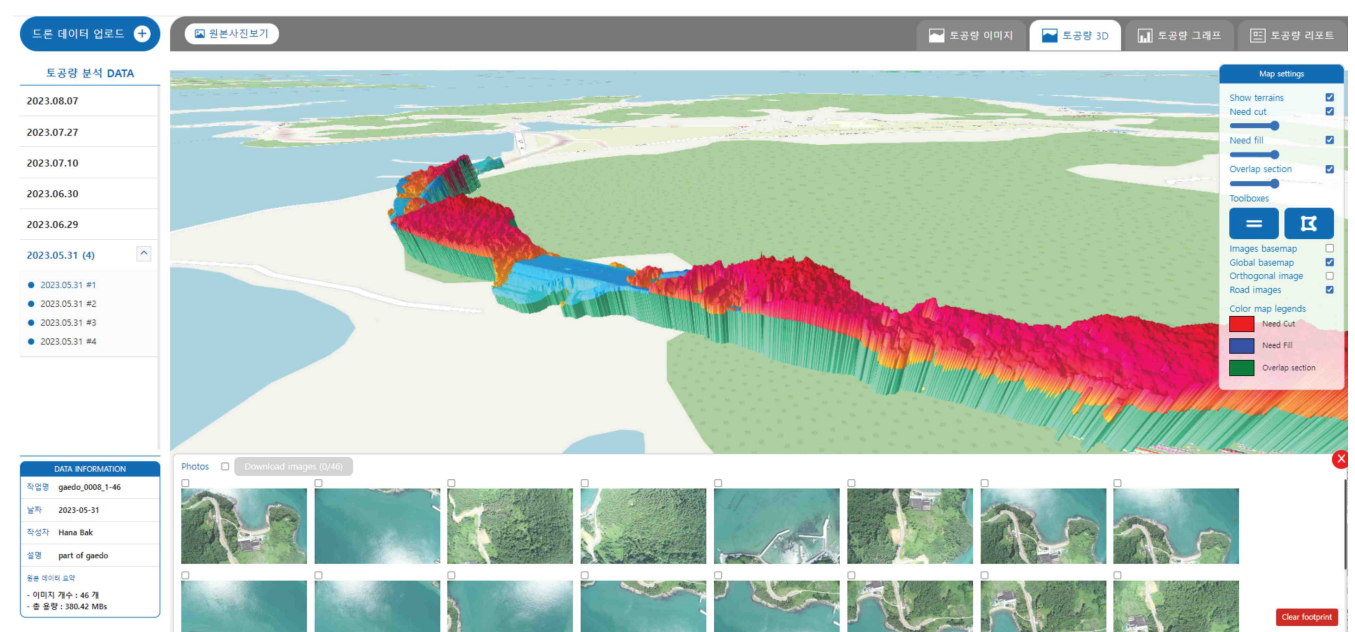 드론 데이터 업로드
원본사진보기
토공량 이미지
토공량 3D
토공량 그래프
토공량 리포트
토공량 분석 DATA
2023.08.07
2023.07.27
2023.07.10
2023.06.30
2023.06.29
2023.05.31 (4)
2023.05.31 #1
2023.05.31 #2
2023.05.31 #3
2023.05.31 #4
Map settings
Show terrains
Need cut
Need fill
Overlap section
Toolboxes
Images basemap
Global basemap
Orthogonal image
Road images
Color map legends
Need Cut
Need Fill
Overlap section
DATA INFORMATION
작업명 gaedo_0008_1-46
날짜 2023-05-31
작성자 Hana Bak
설명 part of gaedo
원본 데이터 요약
- 이미지 개수 : 46 개
- 총 용량 : 380.42 MBs
Photos
Download images (0/46)
Clear footprint